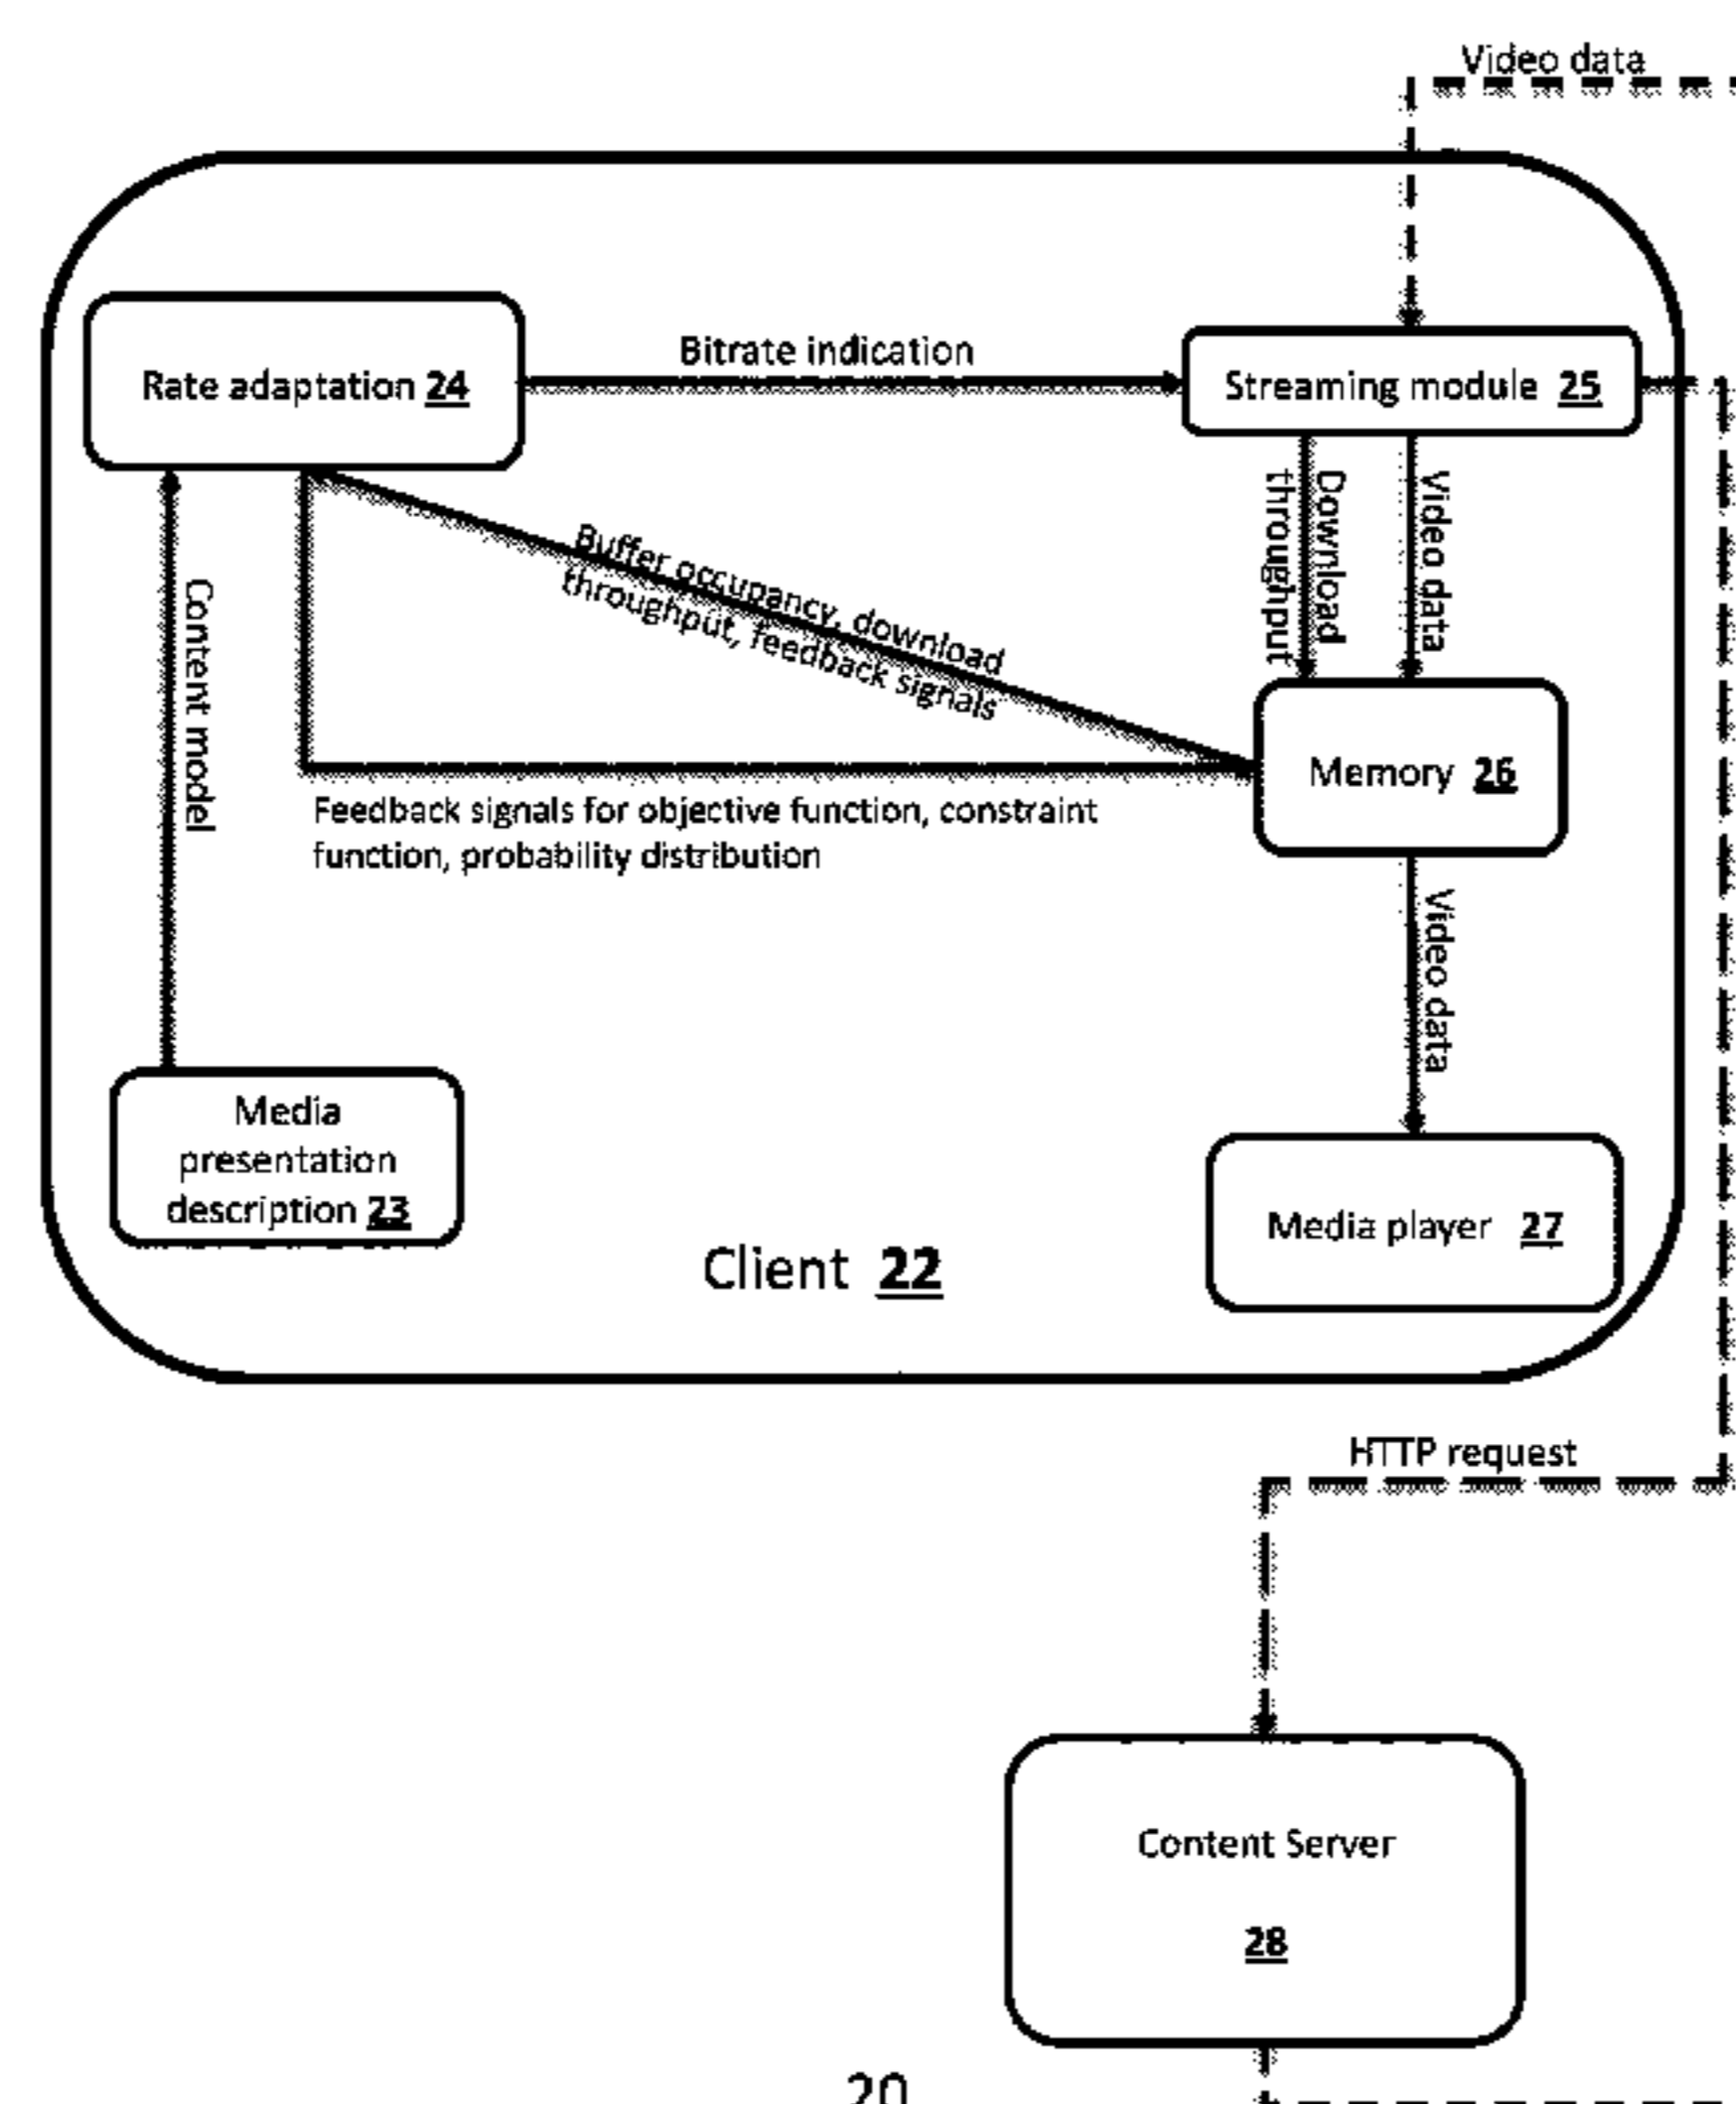 Video data
Rate adaptation 24
Bitrate indication
Streaming module 25
Download
throughput
Video data
Buffer occupancy, download
throughput, feedback signals
Content model
Memory 26
Feedback signals for objective function, constraint
function, probability distribution
Video data
Media
presentation
description 23
Media player 27
Client 22
HTTP request
Content Server
28
20